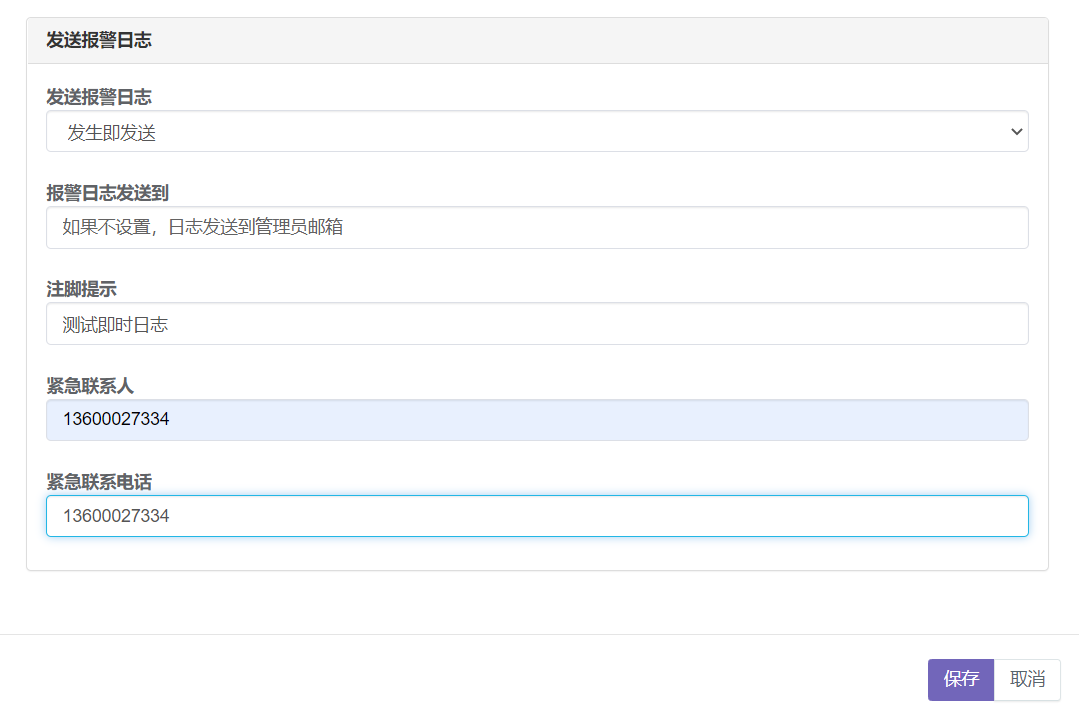 发送报警日志
发送报警日志
发生即发送
报警日志发送到
如果不设置，日志发送到管理员邮箱
注脚提示
测试即时日志
紧急联系人
13600027334
紧急联系电话
13600027334
保存
取消